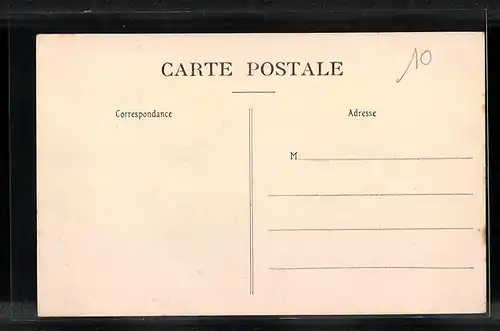 CARTE POSTALE
10
Correspondance
Adresse
M